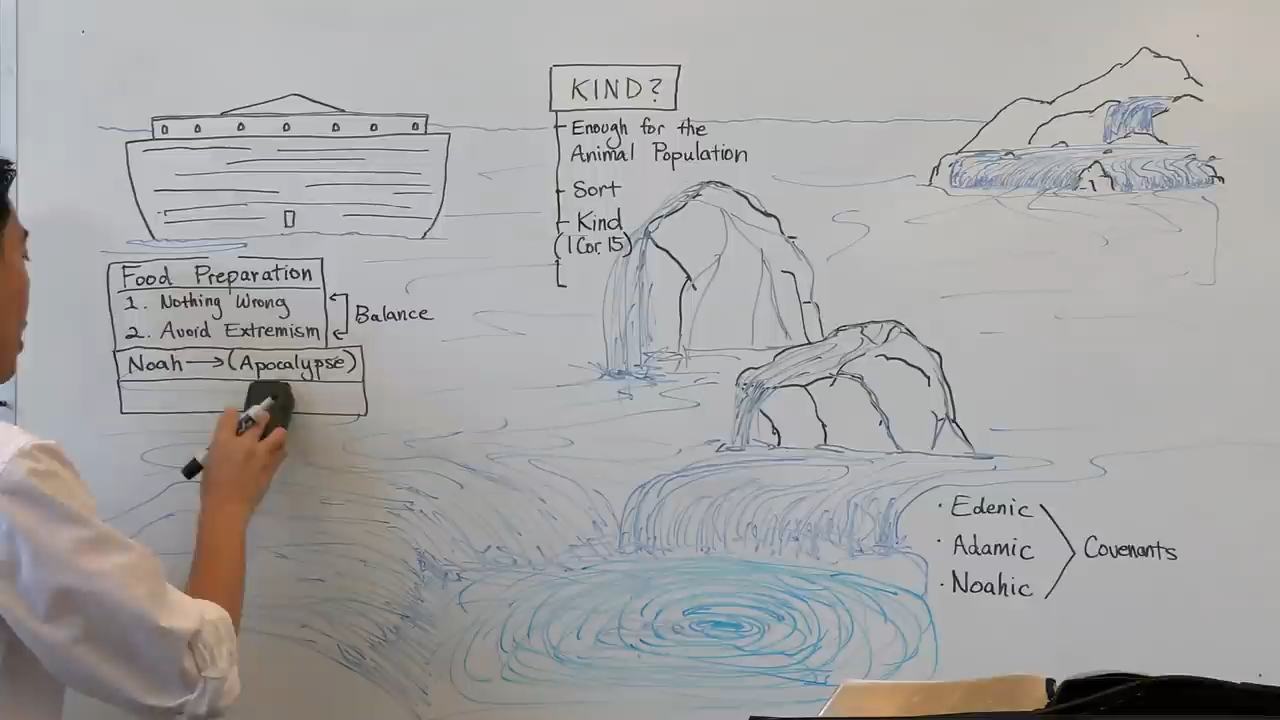 KIND?
- Enough for the
Animal Population
- Sort
- Kind
(1 Cor. 15)
Food Preparation
1. Nothing Wrong
2. Avoid Extremism
Balance
Noah → (Apocalypse)
· Edenic
· Adamic
· Noahic
Covenants